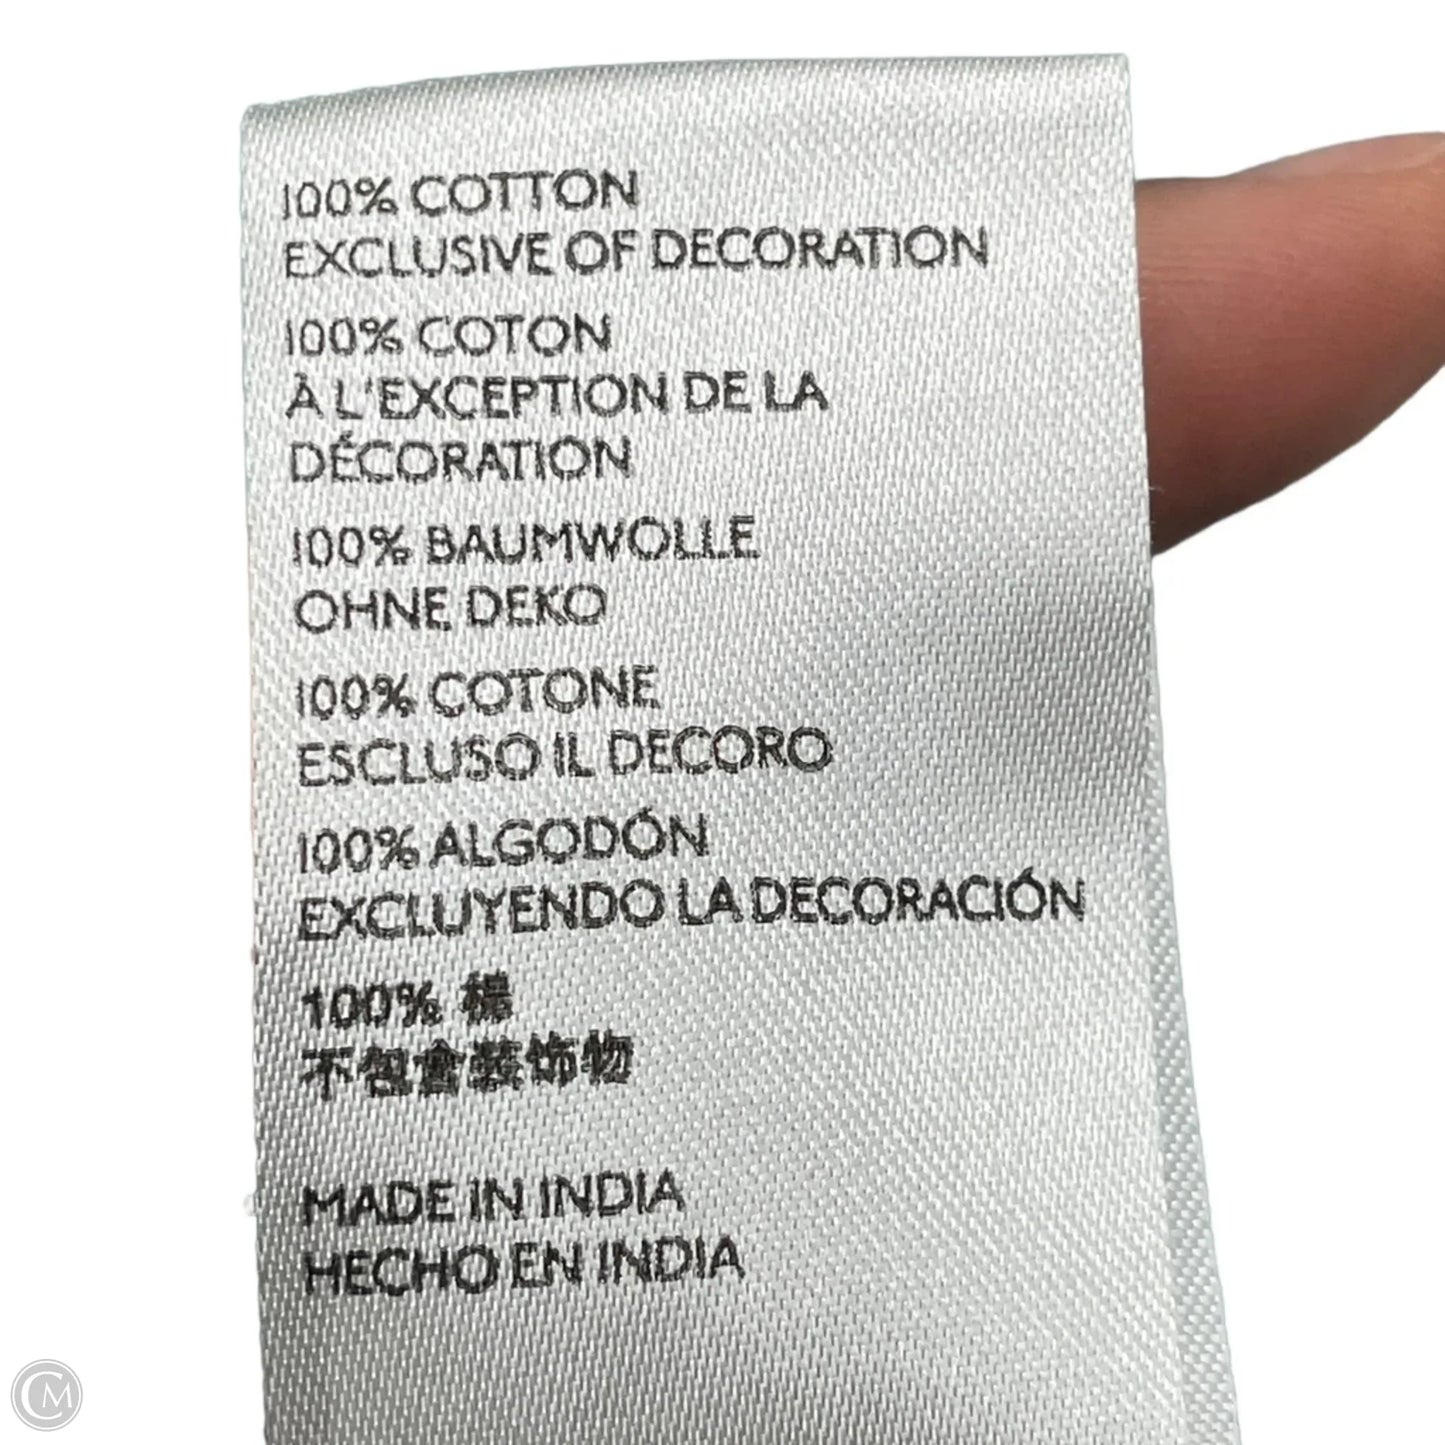 100% COTTON
EXCLUSIVE OF DECORATION
100% COTON
À L'EXCEPTION DE LA
DÉCORATION
100% BAUMWOLLE
OHNE DEKO
100% COTONE
ESCLUSO IL DECORO
100% ALGODÓN
EXCLUYENDO LA DECORACIÓN
100% 棉
不包含装饰物
MADE IN INDIA
HECHO EN INDIA
CM